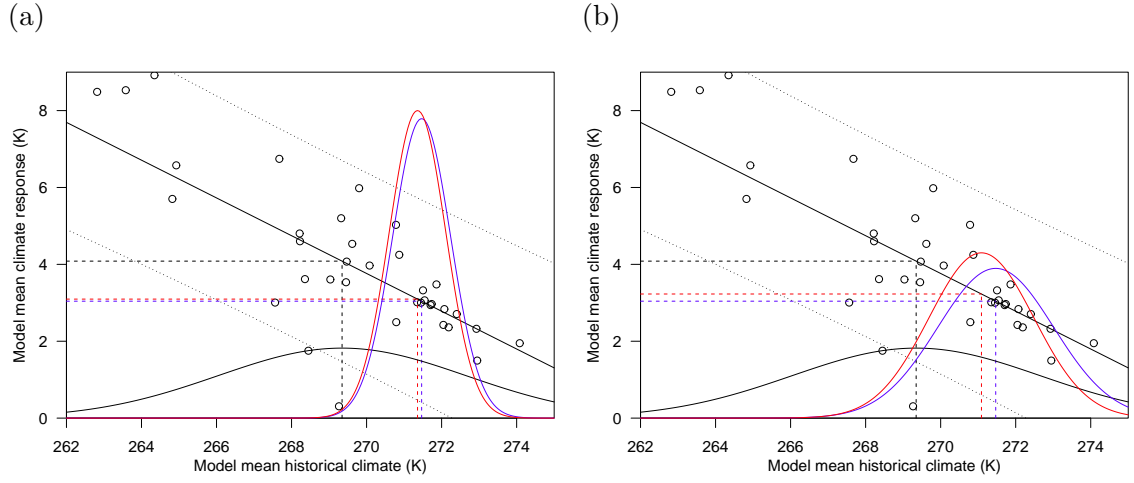 (a)
(b)
Model mean climate response (K)
8
6
4
2
0
262 264 266 268 270 272 274
Model mean historical climate (K)
Model mean climate response (K)
8
6
4
2
0
262 264 266 268 270 272 274
Model mean historical climate (K)